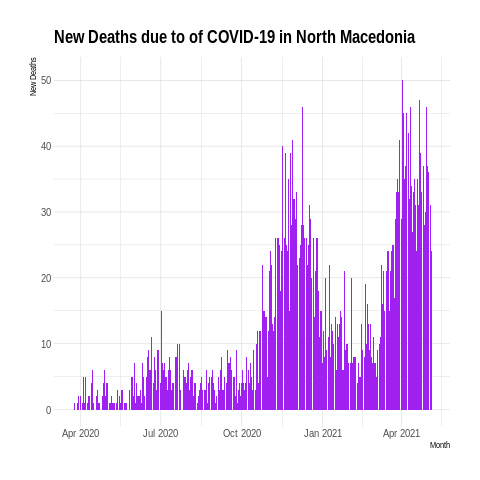 New Deaths due to of COVID-19 in North Macedonia
New Deaths
50
40
30
20
10
0
Apr 2020 Jul 2020 Oct 2020 Jan 2021 Apr 2021
Month